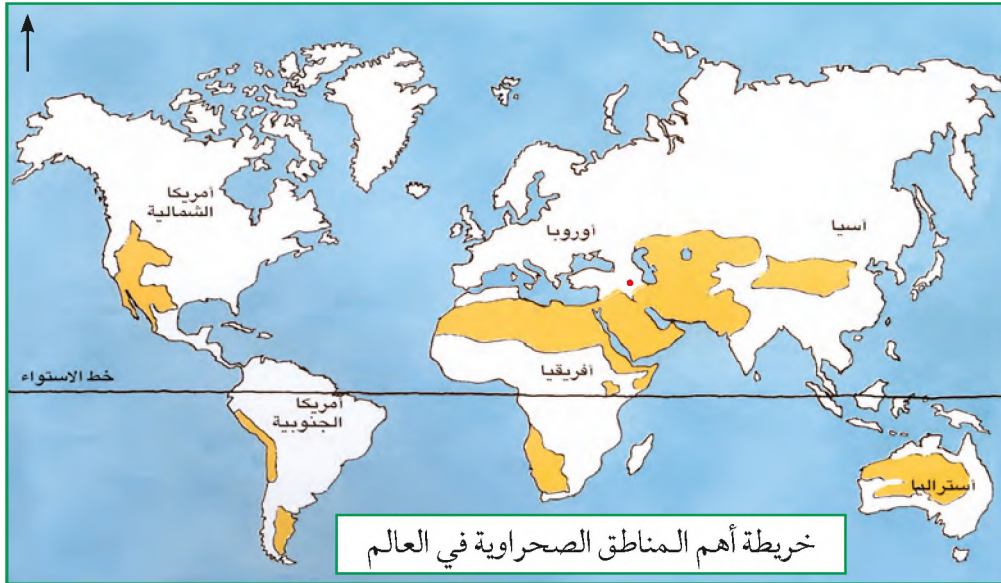 أمريكا
الشمالية
أوروبا
آسيا
أفريقيا
خط الاستواء
أمريكا
الجنوبية
أستراليا
خريطة أهم المناطق الصحراوية في العالم